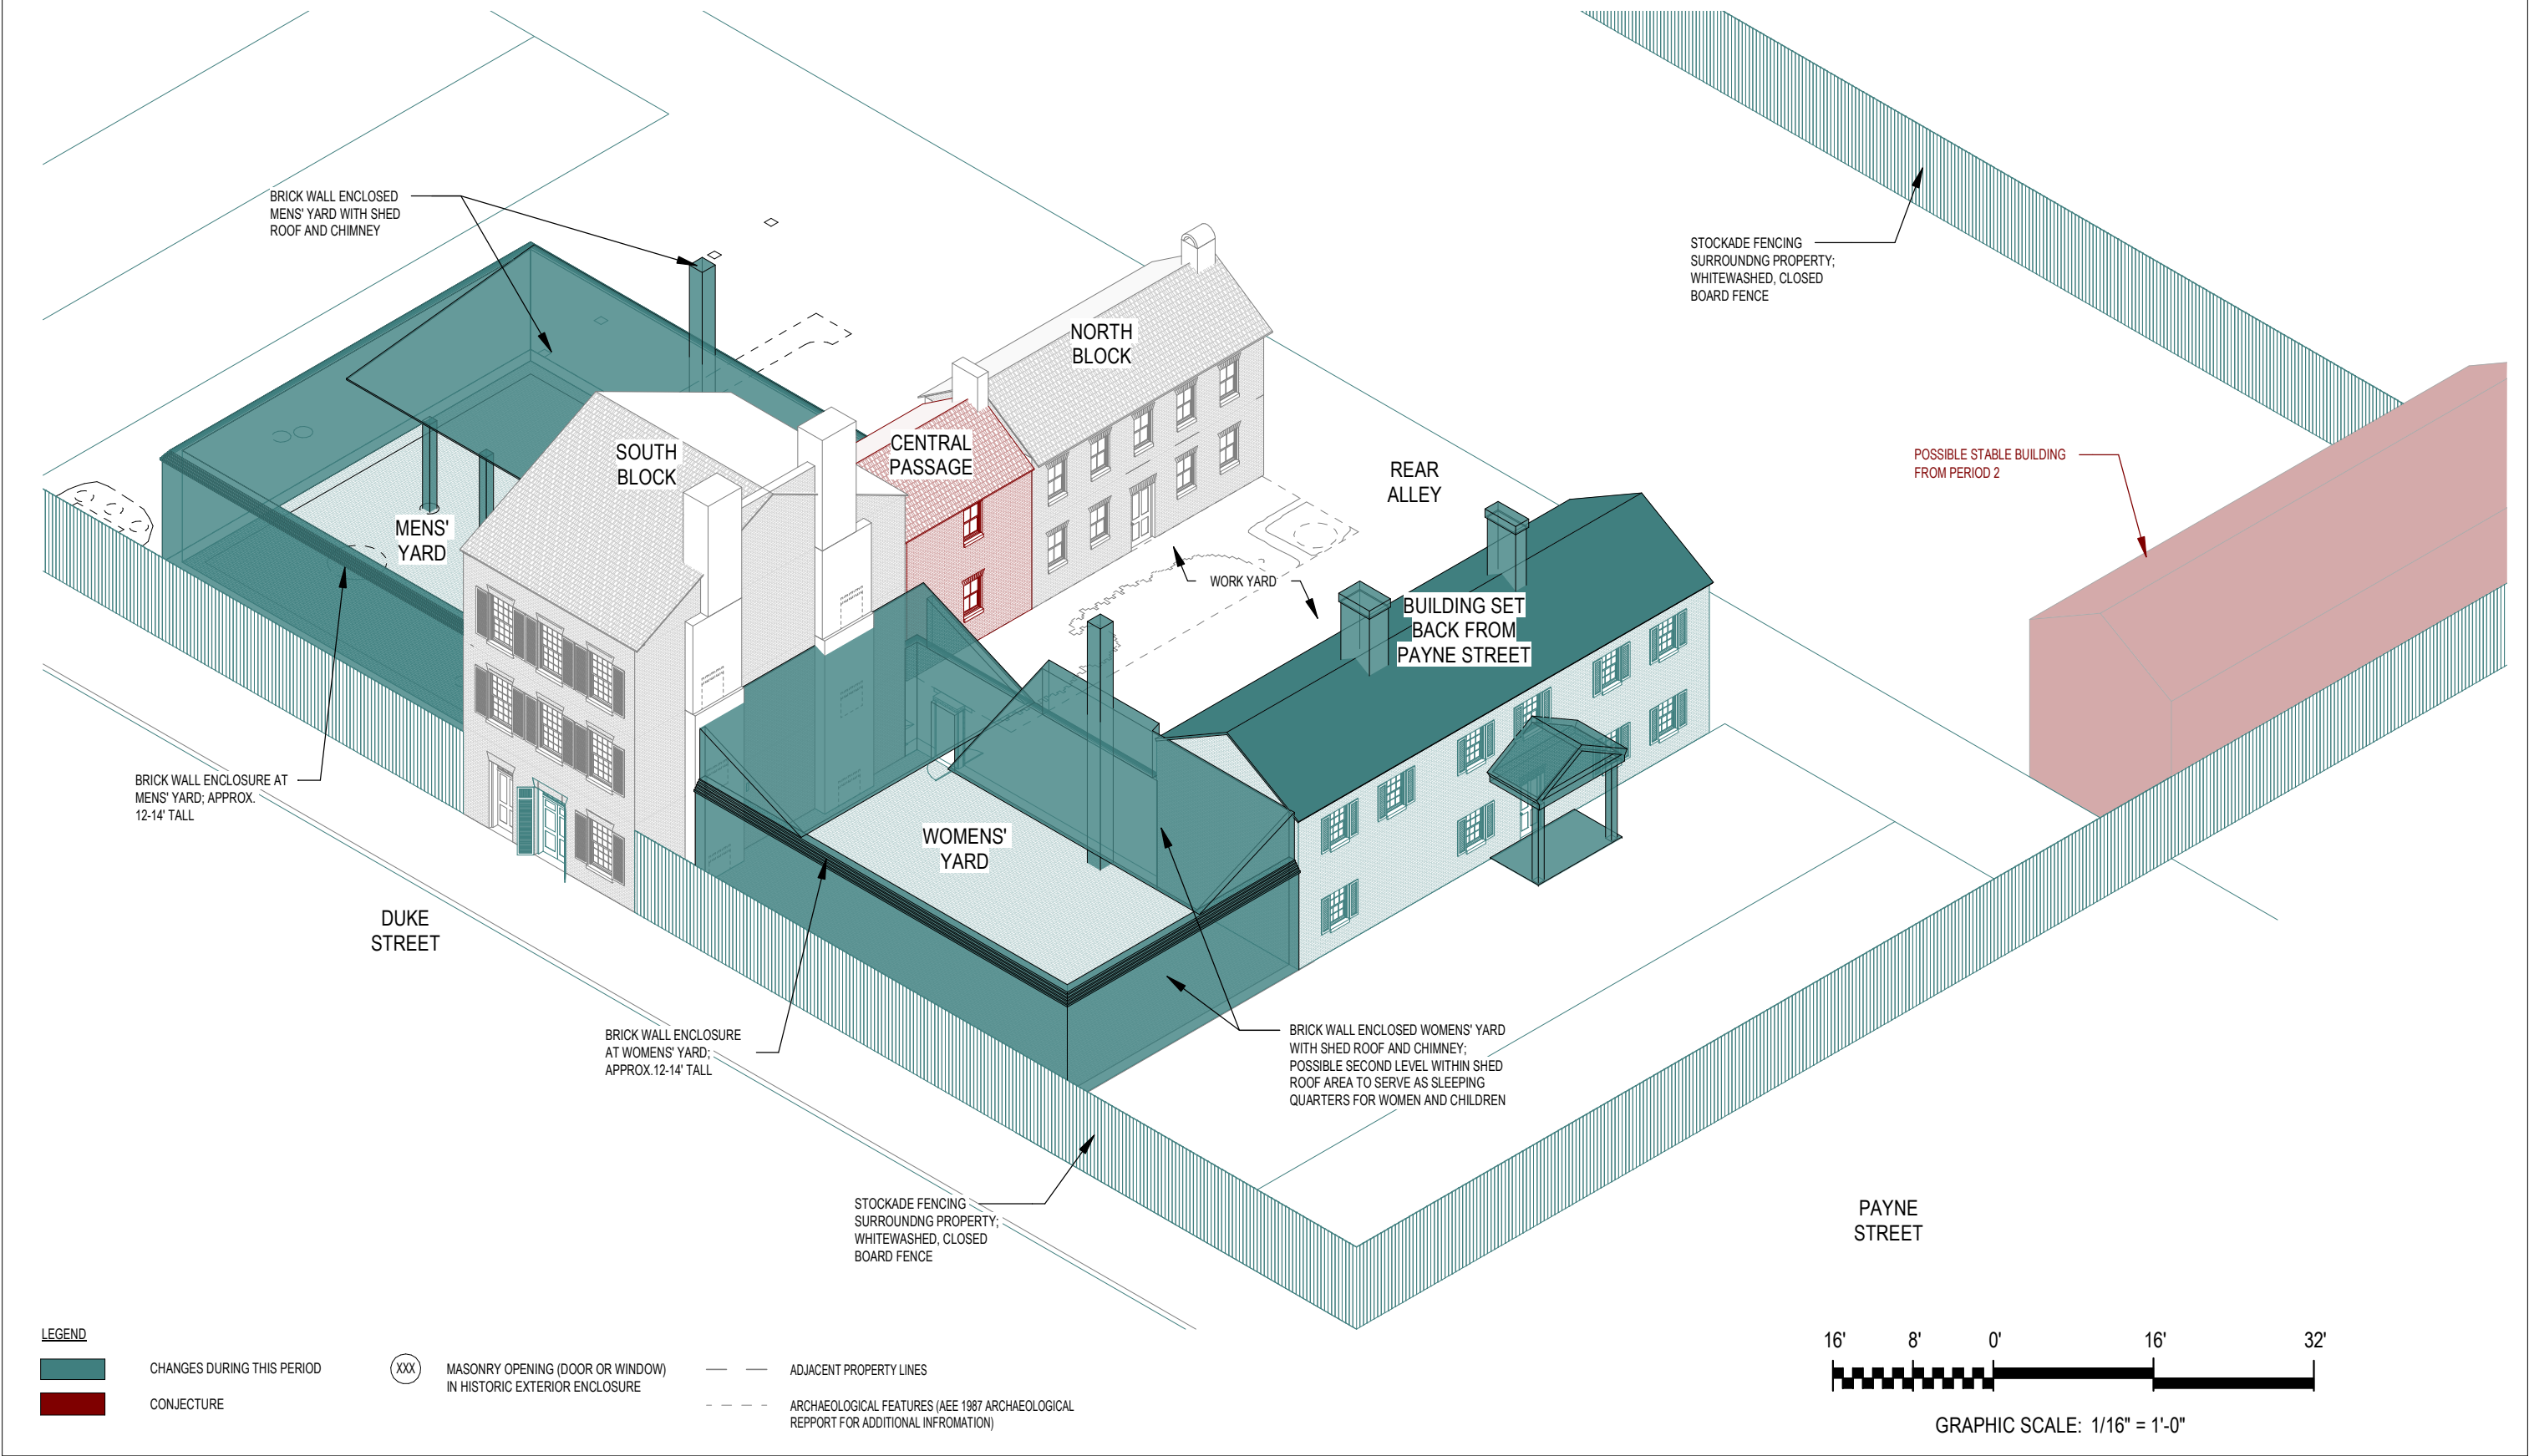 BRICK WALL ENCLOSED
MENS' YARD WITH SHED
ROOF AND CHIMNEY
STOCKADE FENCING
SURROUNDNG PROPERTY;
WHITEWASHED, CLOSED
BOARD FENCE
NORTH
BLOCK
SOUTH
BLOCK
CENTRAL
PASSAGE
REAR
ALLEY
POSSIBLE STABLE BUILDING
FROM PERIOD 2
MENS'
YARD
WORK YARD
BUILDING SET
BACK FROM
PAYNE STREET
BRICK WALL ENCLOSURE AT
MENS' YARD; APPROX.
12-14' TALL
WOMENS'
YARD
DUKE
STREET
BRICK WALL ENCLOSURE
AT WOMENS' YARD;
APPROX.12-14' TALL
BRICK WALL ENCLOSED WOMENS' YARD
WITH SHED ROOF AND CHIMNEY;
POSSIBLE SECOND LEVEL WITHIN SHED
ROOF AREA TO SERVE AS SLEEPING
QUARTERS FOR WOMEN AND CHILDREN
STOCKADE FENCING
SURROUNDNG PROPERTY;
WHITEWASHED, CLOSED
BOARD FENCE
PAYNE
STREET
LEGEND
CHANGES DURING THIS PERIOD
CONJECTURE
XXX
MASONRY OPENING (DOOR OR WINDOW)
IN HISTORIC EXTERIOR ENCLOSURE
ADJACENT PROPERTY LINES
ARCHAEOLOGICAL FEATURES (AEE 1987 ARCHAEOLOGICAL
REPPORT FOR ADDITIONAL INFROMATION)
16' 8' 0' 16' 32'
GRAPHIC SCALE: 1/16" = 1'-0"